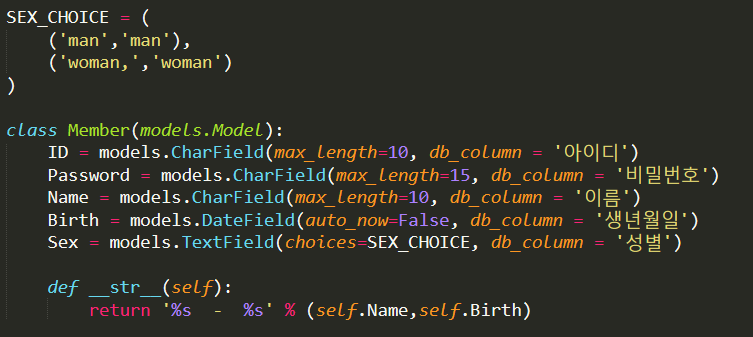 SEX_CHOICE = (
    ('man','man'),
    ('woman,','woman')
)
class Member(models.Model):
    ID = models.CharField(max_length=10, db_column = '아이디')
    Password = models.CharField(max_length=15, db_column = '비밀번호')
    Name = models.CharField(max_length=10, db_column = '이름')
    Birth = models.DateField(auto_now=False, db_column = '생년월일')
    Sex = models.TextField(choices=SEX_CHOICE, db_column = '성별')
    def __str__(self):
        return '%s  -  %s' % (self.Name,self.Birth)